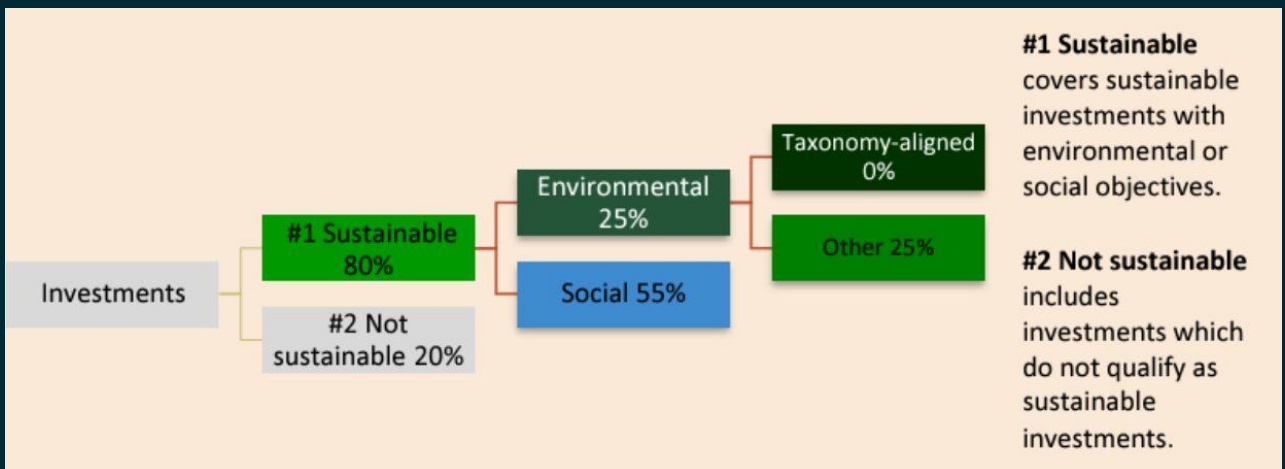 Investments
#1 Sustainable
80%
#2 Not
sustainable 20%
Environmental
25%
Social 55%
Taxonomy-aligned
0%
Other 25%
#1 Sustainable
covers sustainable
investments with
environmental or
social objectives.
#2 Not sustainable
includes
investments which
do not qualify as
sustainable
investments.